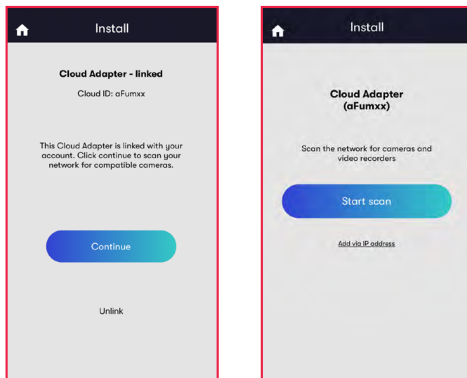 Install
Cloud Adapter - linked
Cloud ID: aFumxx
This Cloud Adapter is linked with your
account. Click continue to scan your
network for compatible cameras.
Continue
Unlink
Install
Cloud Adapter
(aFumxx)
Scan the network for cameras and
video recorders
Start scan
Add via IP address